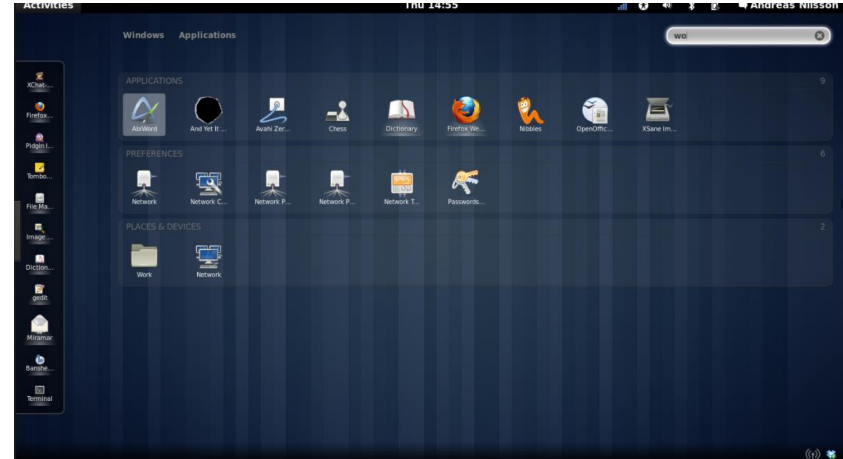 Activities Thu 14:55 Andreas Nilsson
Windows Applications wo
APPLICATIONS 9
AbiWord And Yet It ... Avahi Zer... Chess Dictionary Firefox We... Nibbles OpenOffic... XSane Im...
PREFERENCES 6
Network Network C... Network P... Network P... Network T... Passwords...
PLACES & DEVICES 2
Work Network
XChat-...
Firefox...
Pidgin I...
Tombo...
File Ma...
Image ...
Diction...
gedit
Miramar
Banshe...
Terminal